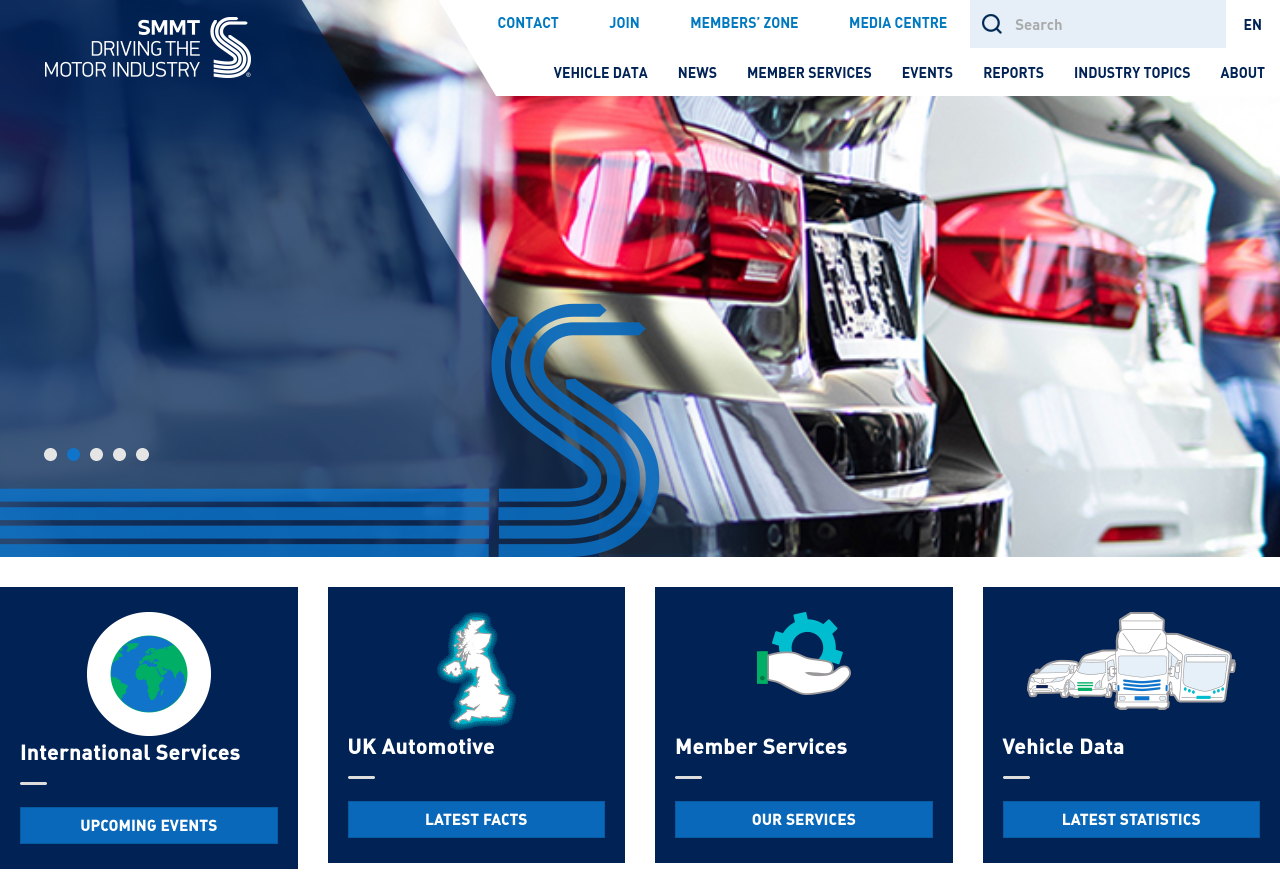 SMMT
DRIVING THE
MOTOR INDUSTRY
®
CONTACT JOIN MEMBERS’ ZONE MEDIA CENTRE Search EN
VEHICLE DATA NEWS MEMBER SERVICES EVENTS REPORTS INDUSTRY TOPICS ABOUT
International Services
UPCOMING EVENTS
UK Automotive
LATEST FACTS
Member Services
OUR SERVICES
Vehicle Data
LATEST STATISTICS